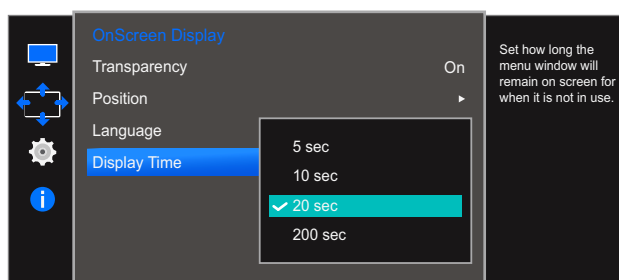 OnScreen Display
Transparency On
Position
Language
Display Time
5 sec
10 sec
20 sec
200 sec
Set how long the
menu window will
remain on screen for
when it is not in use.